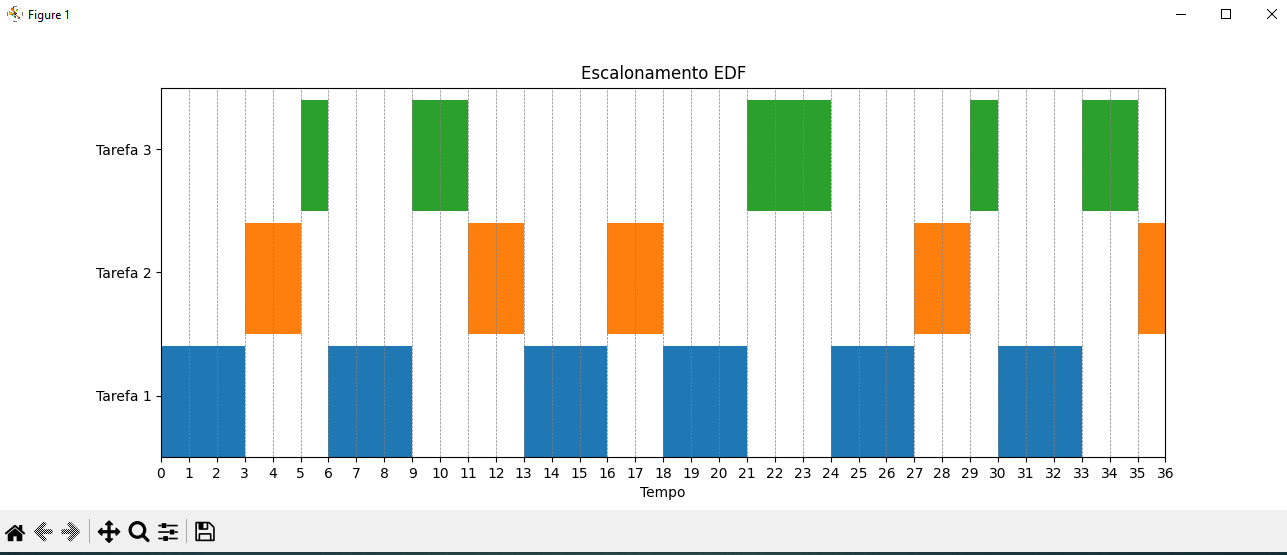 Figure 1
Escalonamento EDF
Tarefa 3
Tarefa 2
Tarefa 1
0 1 2 3 4 5 6 7 8 9 10 11 12 13 14 15 16 17 18 19 20 21 22 23 24 25 26 27 28 29 30 31 32 33 34 35 36
Tempo